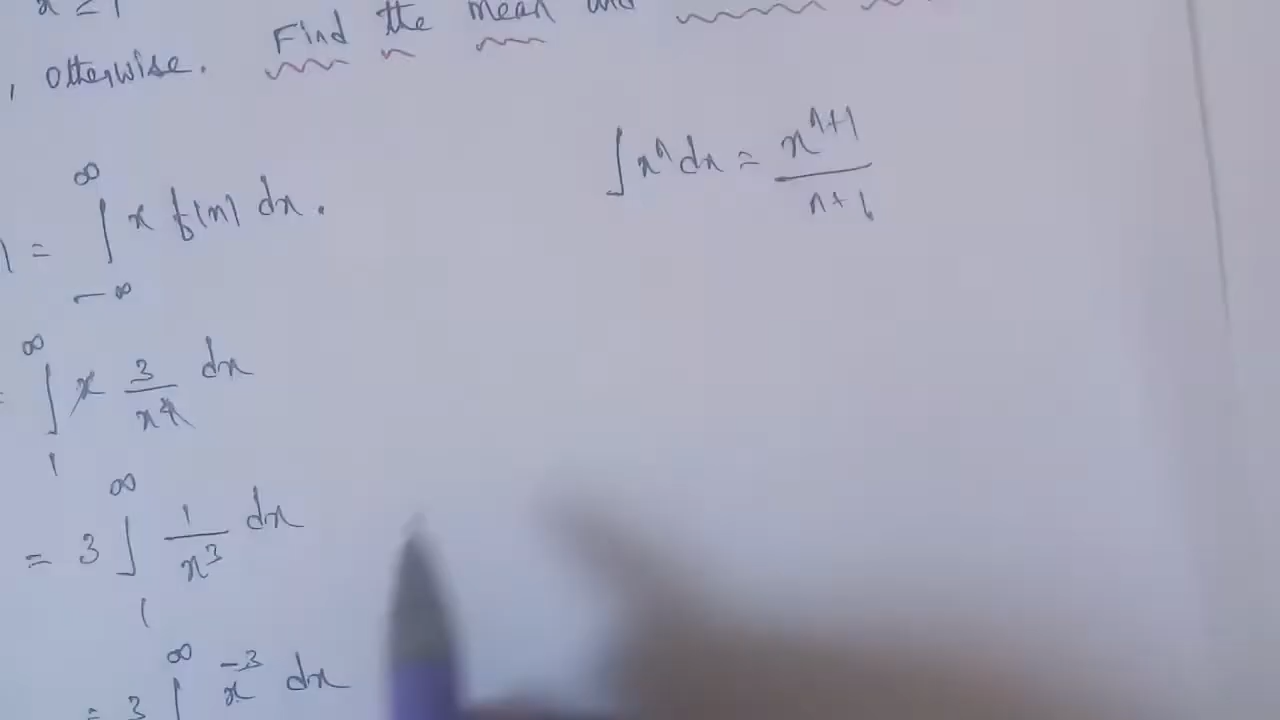 x ≥ 1
, otherwise. Find the mean and
∫xⁿ dx = xⁿ⁺¹/n+1
= ∫_{-∞}^{∞} x f(x) dx.
= ∫_{1}^{∞} x 3/x⁴ dx
= 3 ∫_{1}^{∞} 1/x³ dx
= 3 ∫^{∞} x⁻³ dx